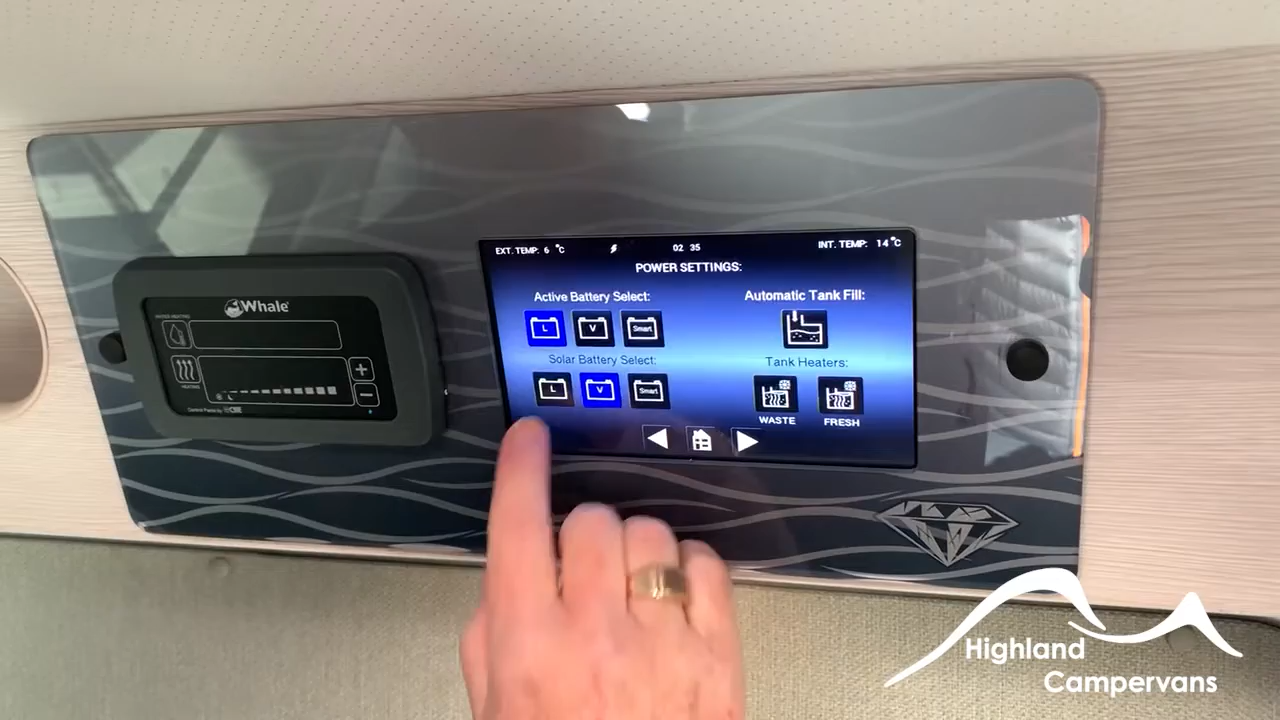 EXT. TEMP: 6 °C
02 35
INT. TEMP: 14 °C
POWER SETTINGS:
Active Battery Select:
L V Smart
Solar Battery Select:
L V Smart
Automatic Tank Fill:
Tank Heaters:
WASTE FRESH
Whale
HEATING
Highland
Campervans